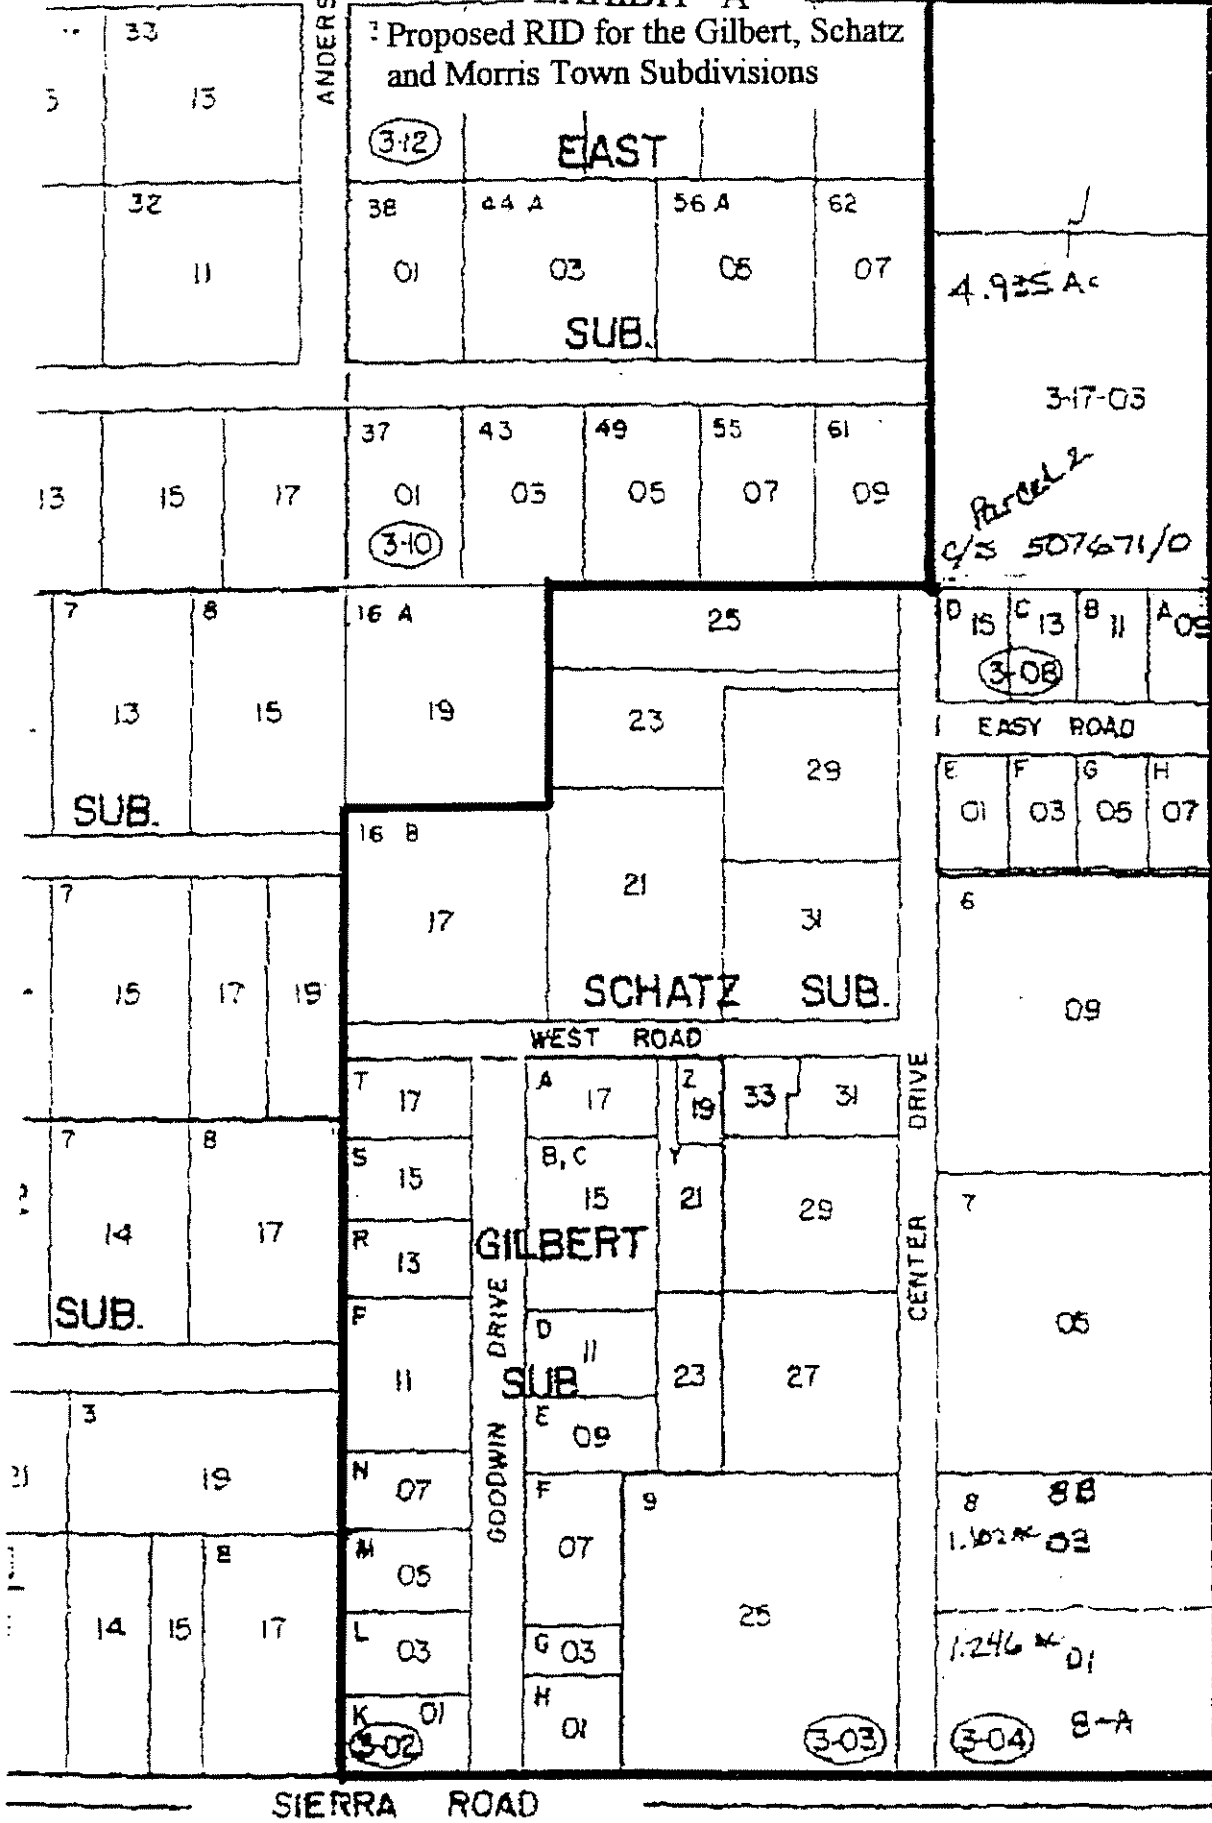 EXHIBIT "A"
Proposed RID for the Gilbert, Schatz
and Morris Town Subdivisions
33
13
ANDERS
3-12
EAST
32
11
38
01
44 A
03
56 A
05
62
07
SUB.
4.935 Ac
3-17-03
Parcel 2
C/S 507671/0
13
15
17
37
01
3-10
43
03
49
05
55
07
61
09
7
13
8
15
SUB.
16 A
19
25
23
29
21
31
16 B
17
SCHATZ SUB.
D 15
C 13
B 11
A 09
3-08
EASY ROAD
E 01
F 03
G 05
H 07
7
15
17
19
6
09
WEST ROAD
T 17
A 17
Z 19
33
31
S 15
B, C 15
Y 21
29
R 13
GILBERT
SUB
GOODWIN DRIVE
CENTER DRIVE
7
14
8
17
SUB.
7
05
P
11
D 11
E 09
23
27
3
19
21
N 07
F 07
9
25
8 8B
1.602 AC 03
M 05
L 03
G 03
1.246 AC 01
8-A
14
15
17
K 01
3-02
H 01
3-03
3-04
SIERRA ROAD